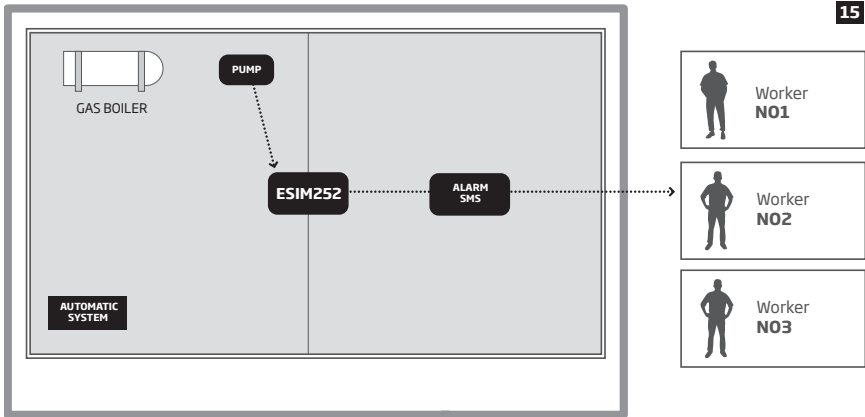 15
PUMP
GAS BOILER
Worker
NO1
ESIM252
ALARM
SMS
Worker
NO2
AUTOMATIC
SYSTEM
Worker
NO3